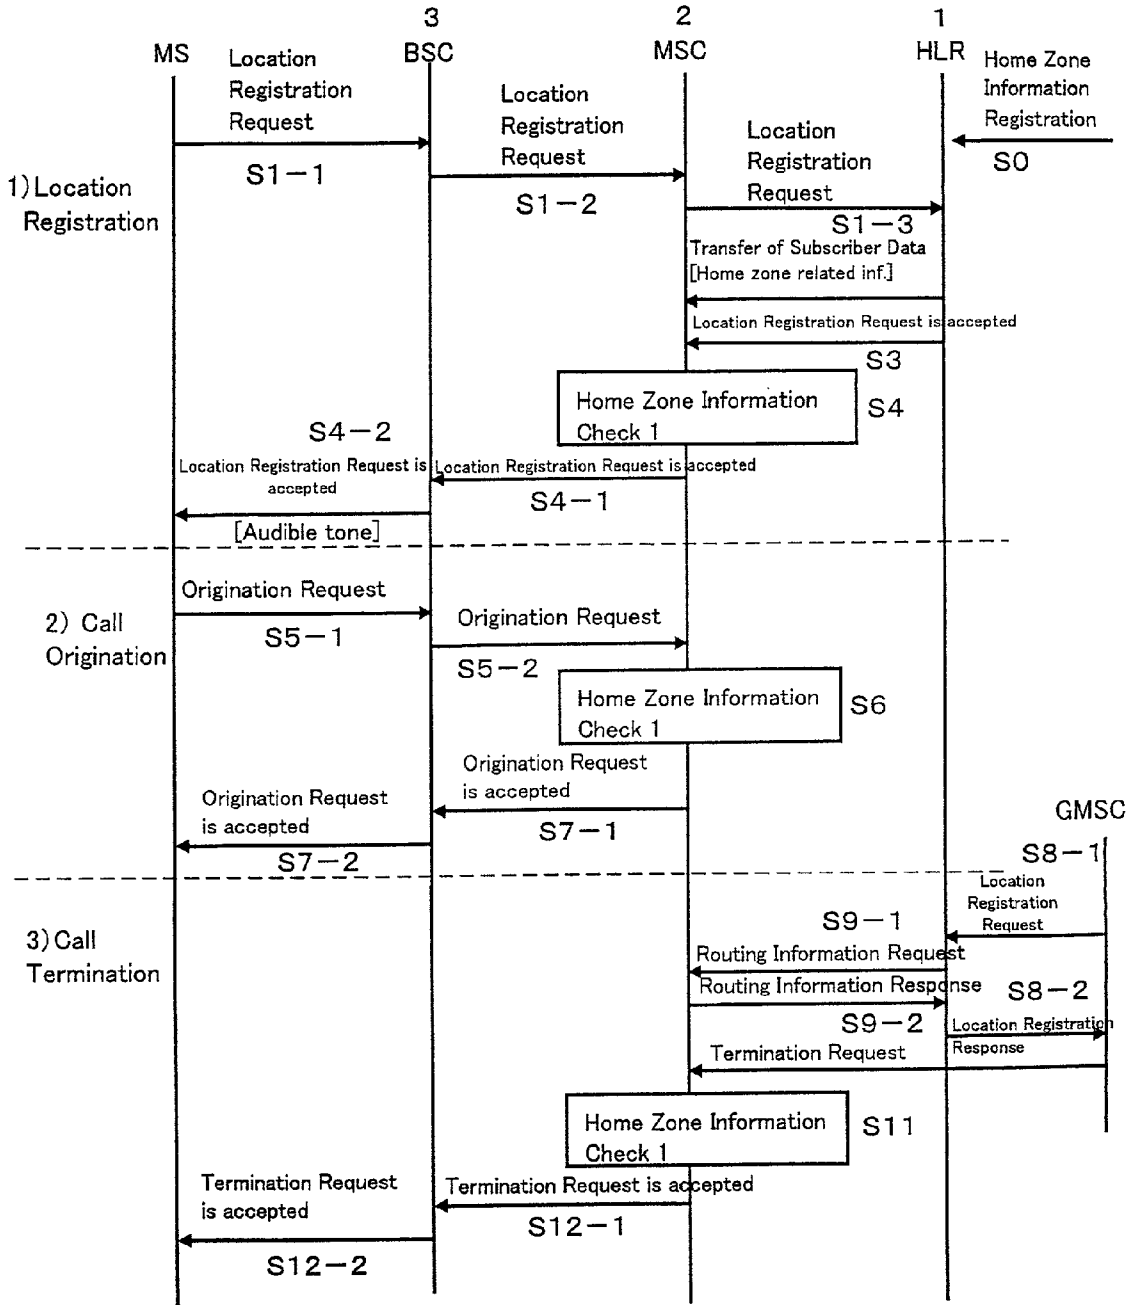 3
2
1
MS
BSC
MSC
HLR
Location
Registration
Request
S1-1
Location
Registration
Request
S1-2
Location
Registration
Request
S1-3
Home Zone
Information
Registration
S0
1)Location
Registration
Transfer of Subscriber Data
[Home zone related inf.]
Location Registration Request is accepted
S3
Home Zone Information
Check 1
S4
S4-2
Location Registration Request is
accepted
[Audible tone]
Location Registration Request is accepted
S4-1
2) Call
Origination
Origination Request
S5-1
Origination Request
S5-2
Home Zone Information
Check 1
S6
Origination Request
is accepted
S7-1
Origination Request
is accepted
S7-2
GMSC
S8-1
Location
Registration
Request
3)Call
Termination
S9-1
Routing Information Request
Routing Information Response
S9-2
S8-2
Location Registration
Response
Termination Request
Home Zone Information
Check 1
S11
Termination Request
is accepted
Termination Request is accepted
S12-1
S12-2